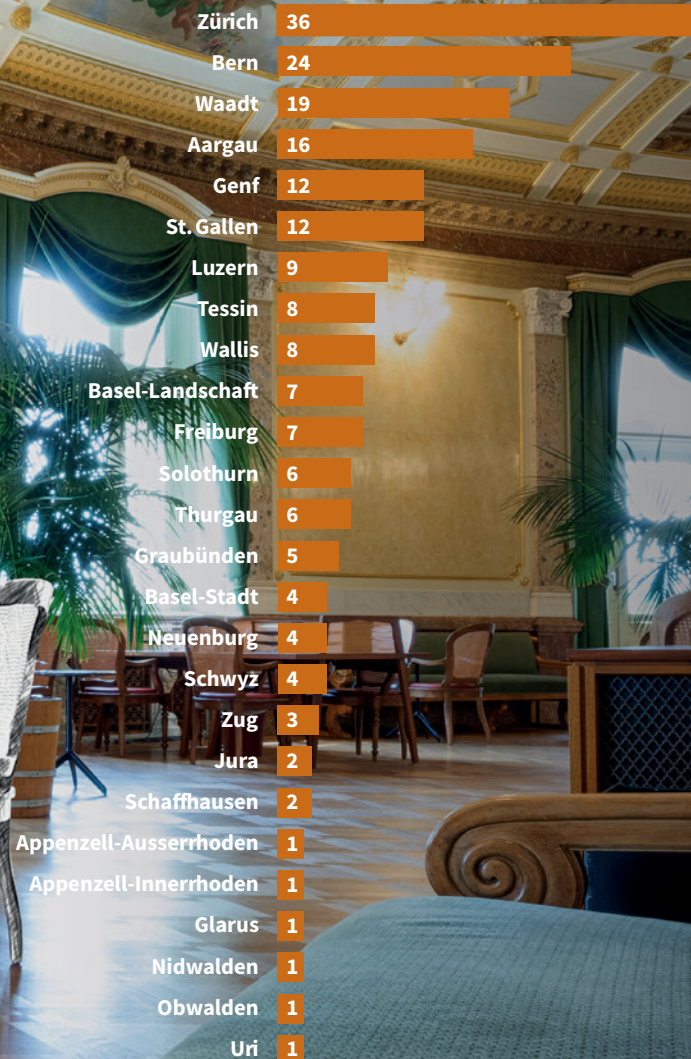 Zürich 36
Bern 24
Waadt 19
Aargau 16
Genf 12
St. Gallen 12
Luzern 9
Tessin 8
Wallis 8
Basel-Landschaft 7
Freiburg 7
Solothurn 6
Thurgau 6
Graubünden 5
Basel-Stadt 4
Neuenburg 4
Schwyz 4
Zug 3
Jura 2
Schaffhausen 2
Appenzell-Ausserrhoden 1
Appenzell-Innerrhoden 1
Glarus 1
Nidwalden 1
Obwalden 1
Uri 1